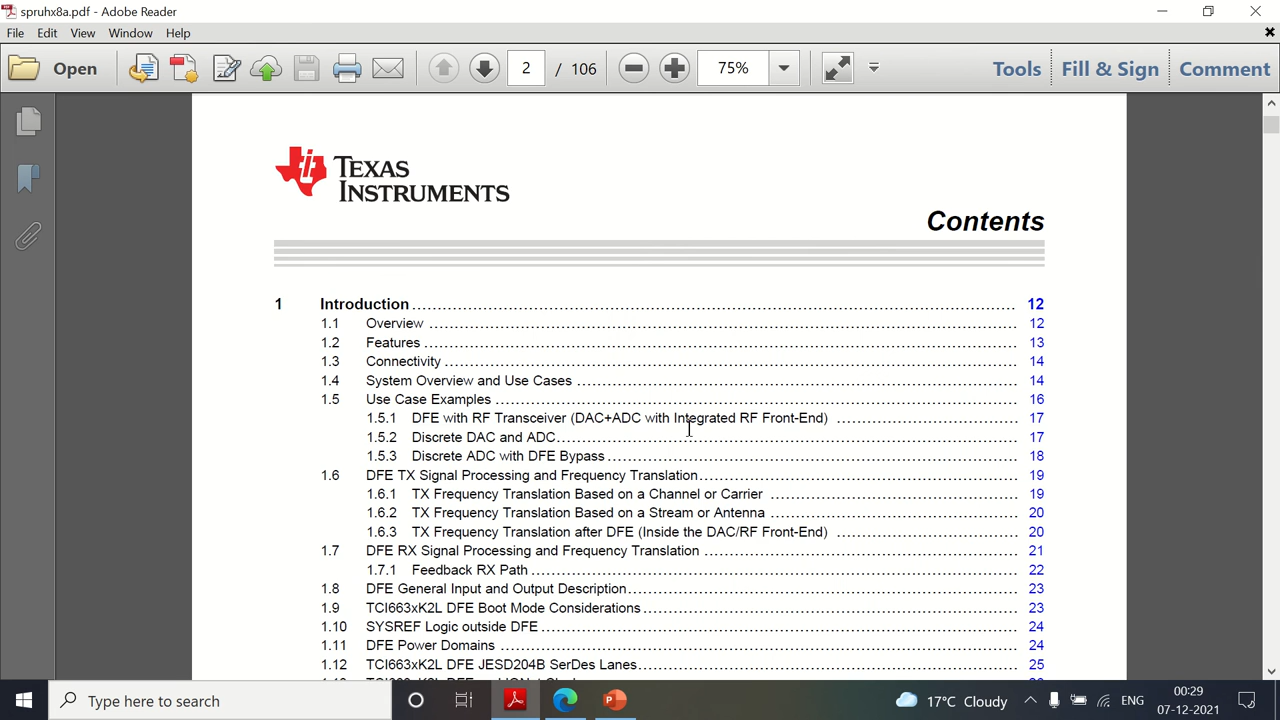 spruhx8a.pdf - Adobe Reader
File Edit View Window Help
Open 2 / 106 75% Tools Fill & Sign Comment
TEXAS
INSTRUMENTS
Contents
1 Introduction 12
1.1 Overview 12
1.2 Features 13
1.3 Connectivity 14
1.4 System Overview and Use Cases 14
1.5 Use Case Examples 16
1.5.1 DFE with RF Transceiver (DAC+ADC with Integrated RF Front-End) 17
1.5.2 Discrete DAC and ADC 17
1.5.3 Discrete ADC with DFE Bypass 18
1.6 DFE TX Signal Processing and Frequency Translation 19
1.6.1 TX Frequency Translation Based on a Channel or Carrier 19
1.6.2 TX Frequency Translation Based on a Stream or Antenna 20
1.6.3 TX Frequency Translation after DFE (Inside the DAC/RF Front-End) 20
1.7 DFE RX Signal Processing and Frequency Translation 21
1.7.1 Feedback RX Path 22
1.8 DFE General Input and Output Description 23
1.9 TCI663xK2L DFE Boot Mode Considerations 23
1.10 SYSREF Logic outside DFE 24
1.11 DFE Power Domains 24
1.12 TCI663xK2L DFE JESD204B SerDes Lanes 25
Type here to search 17°C Cloudy ENG 00:29
07-12-2021